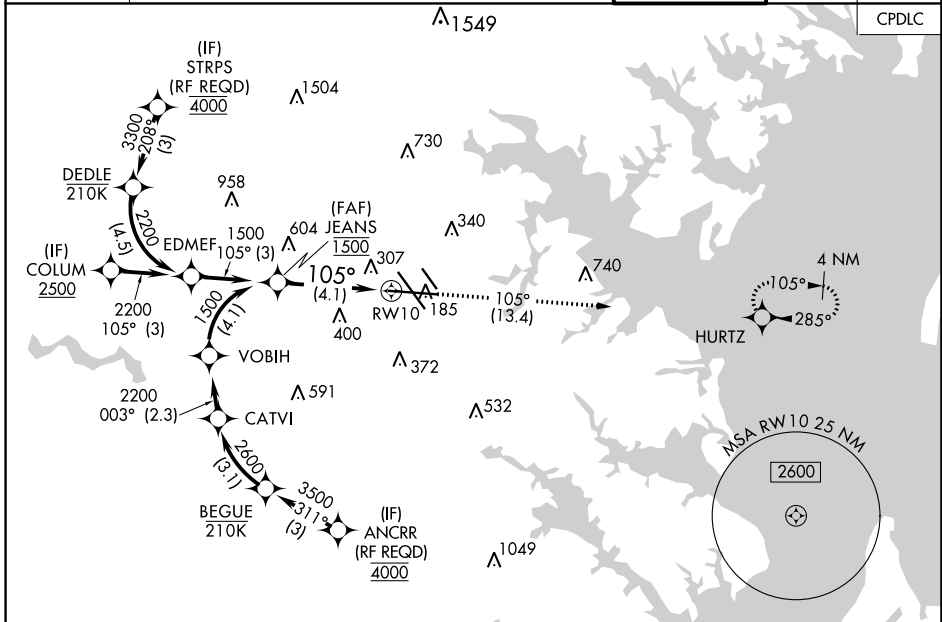 1549
CPDLC
(IF)
STRPS
(RF REQD)
4000
1504
3300
208°
(3)
730
DEDLE
210K
958
2200
(4.5)
(FAF)
JEANS
1500
340
604
EDMEF
1500
105° (3)
(IF)
COLUM
2500
307
105°
(4.1)
740
4 NM
105°
285°
HURTZ
185
105°
(13.4)
RW10
2200
105° (3)
1500
(4.1)
400
VOBIH
372
2200
003° (2.3)
591
CATVI
532
MSA RW10 25 NM
2600
2600
(3.1)
BEGUE
210K
3500
311°
(3)
(IF)
ANCRR
(RF REQD)
4000
1049